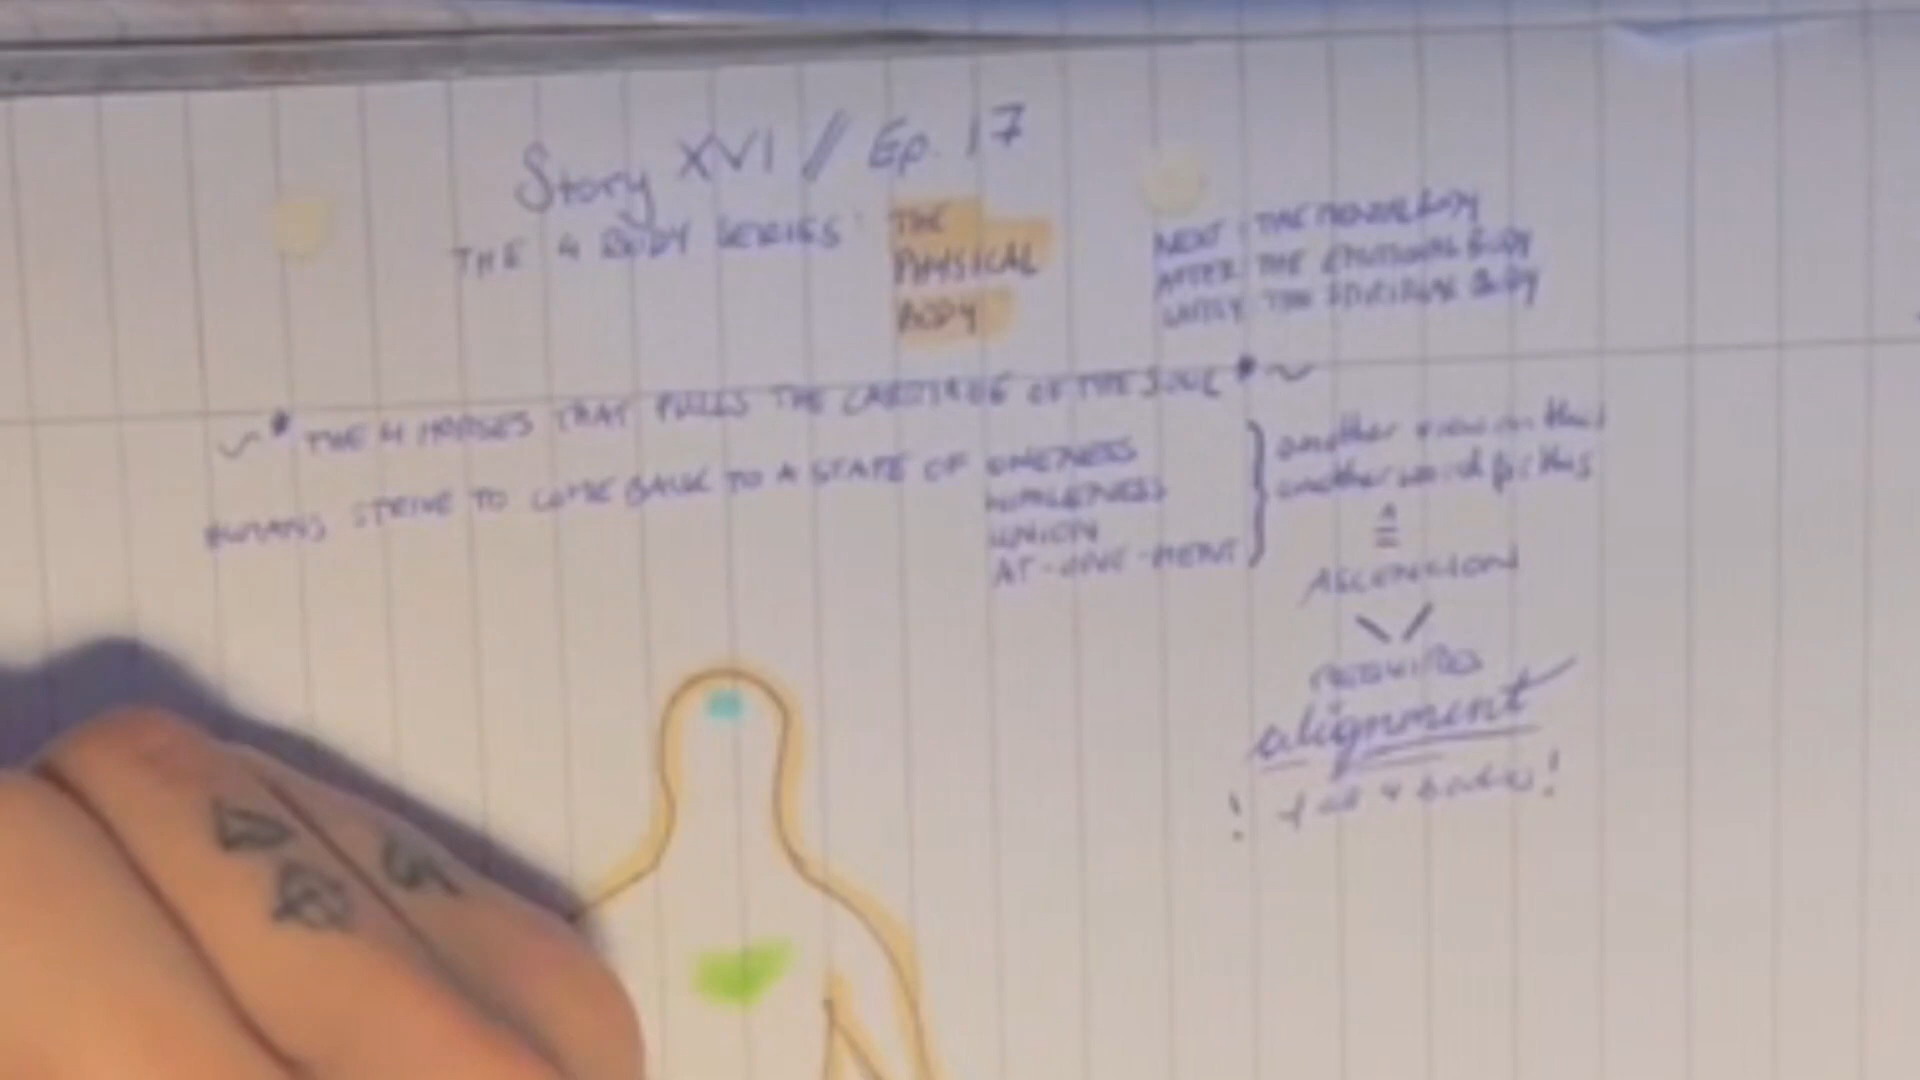 Story XVI // Ep. 17
THE 4 BODY SERIES:
THE
PHYSICAL
BODY
NEXT: THE MENTAL BODY
AFTER: THE EMOTIONAL BODY
LASTLY: THE SPIRITUAL BODY
~ * THE 4 HORSES THAT PULLS THE CARTIAGE OF THE SOUL * ~
HUMANS STRIVE TO COME BACK TO A STATE OF ONENESS
WHOLENESS
UNION
AT-ONE-MENT
another view on this
another word for this
ASCENSION
REQUIRES
alignment
! of all 4 bodies!